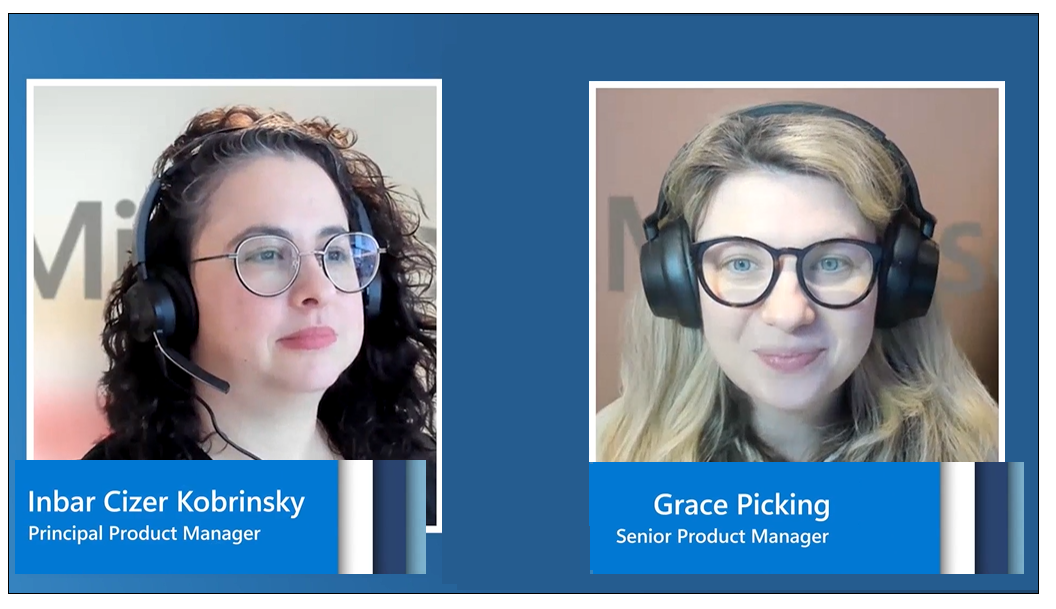 Inbar Cizer Kobrinsky
Principal Product Manager
Grace Picking
Senior Product Manager